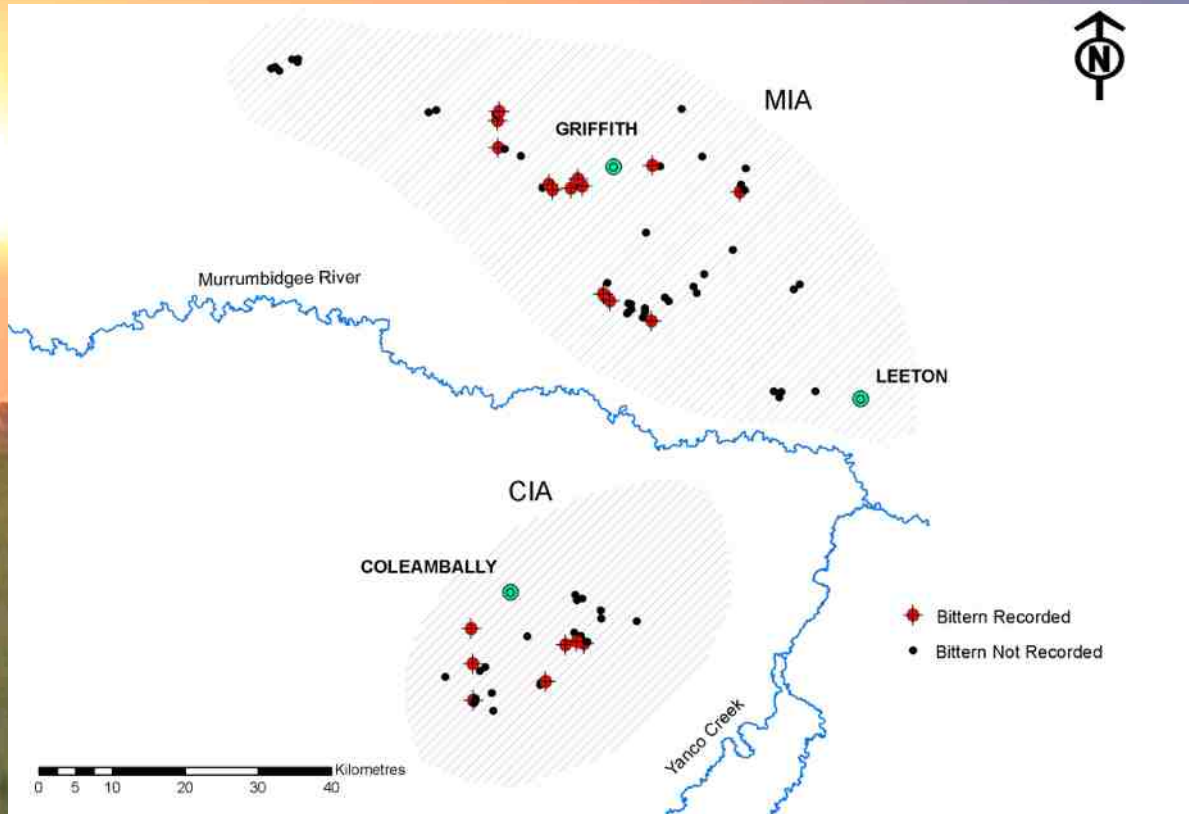 N
MIA
GRIFFITH
Murrumbidgee River
LEETON
CIA
COLEAMBALLY
Bittern Recorded
Bittern Not Recorded
Yanco Creek
Kilometres
0 5 10 20 30 40